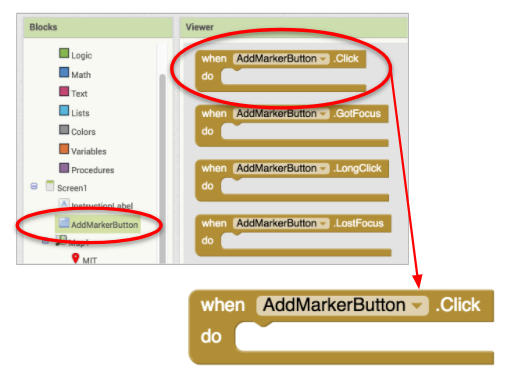 Blocks
Viewer
Logic
Math
Text
Lists
Colors
Variables
Procedures
Screen1
InstructionLabel
AddMarkerButton
Map1
MIT
when AddMarkerButton .Click
do
when AddMarkerButton .GotFocus
do
when AddMarkerButton .LongClick
do
when AddMarkerButton .LostFocus
do
when AddMarkerButton .Click
do